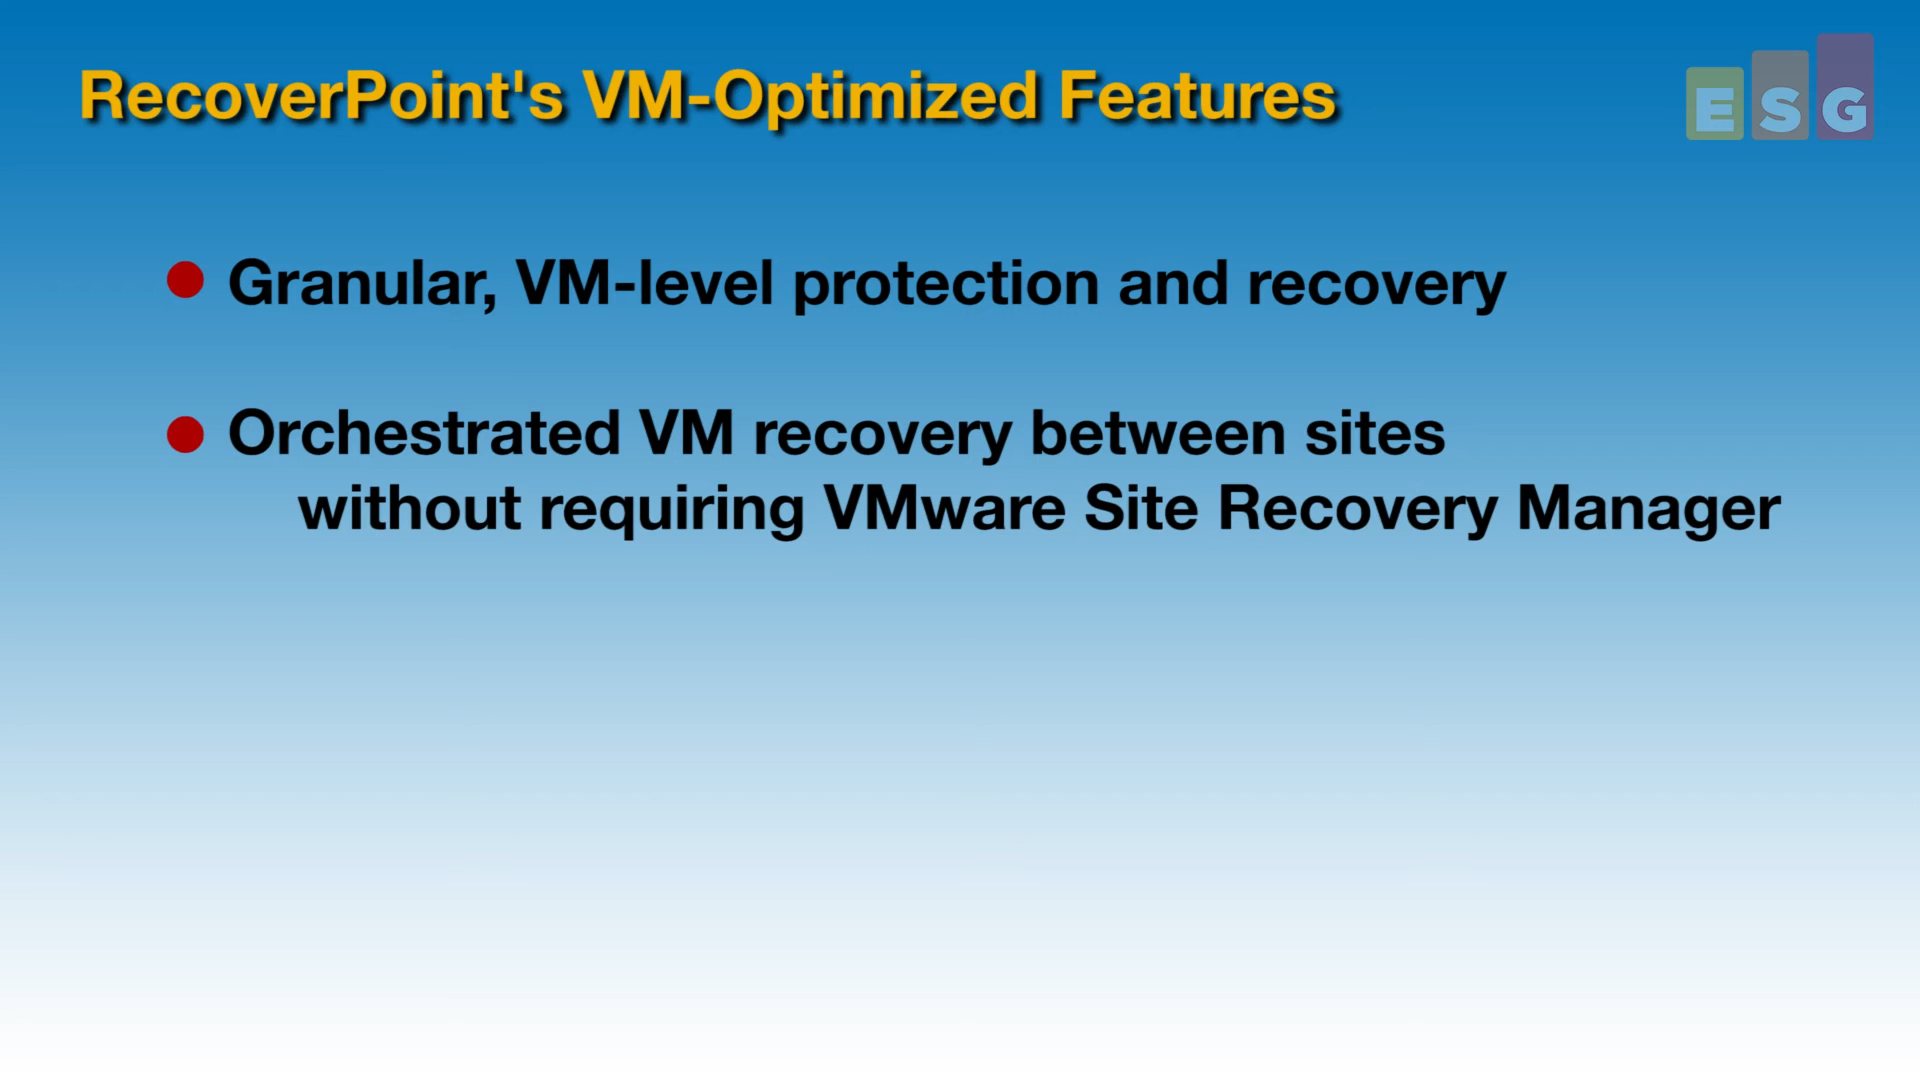 RecoverPoint's VM-Optimized Features
ESG
Granular, VM-level protection and recovery
Orchestrated VM recovery between sites
without requiring VMware Site Recovery Manager